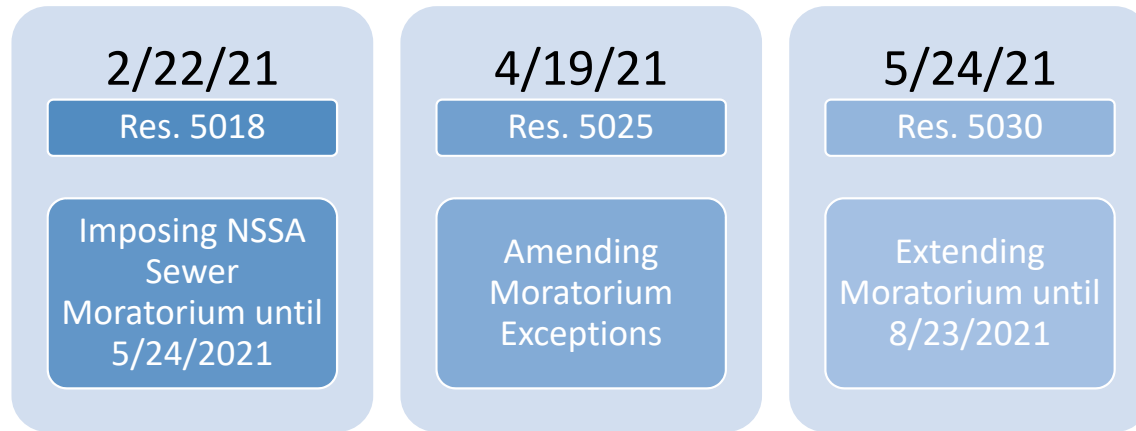 2/22/21
Res. 5018
Imposing NSSA
Sewer
Moratorium until
5/24/2021
4/19/21
Res. 5025
Amending
Moratorium
Exceptions
5/24/21
Res. 5030
Extending
Moratorium until
8/23/2021